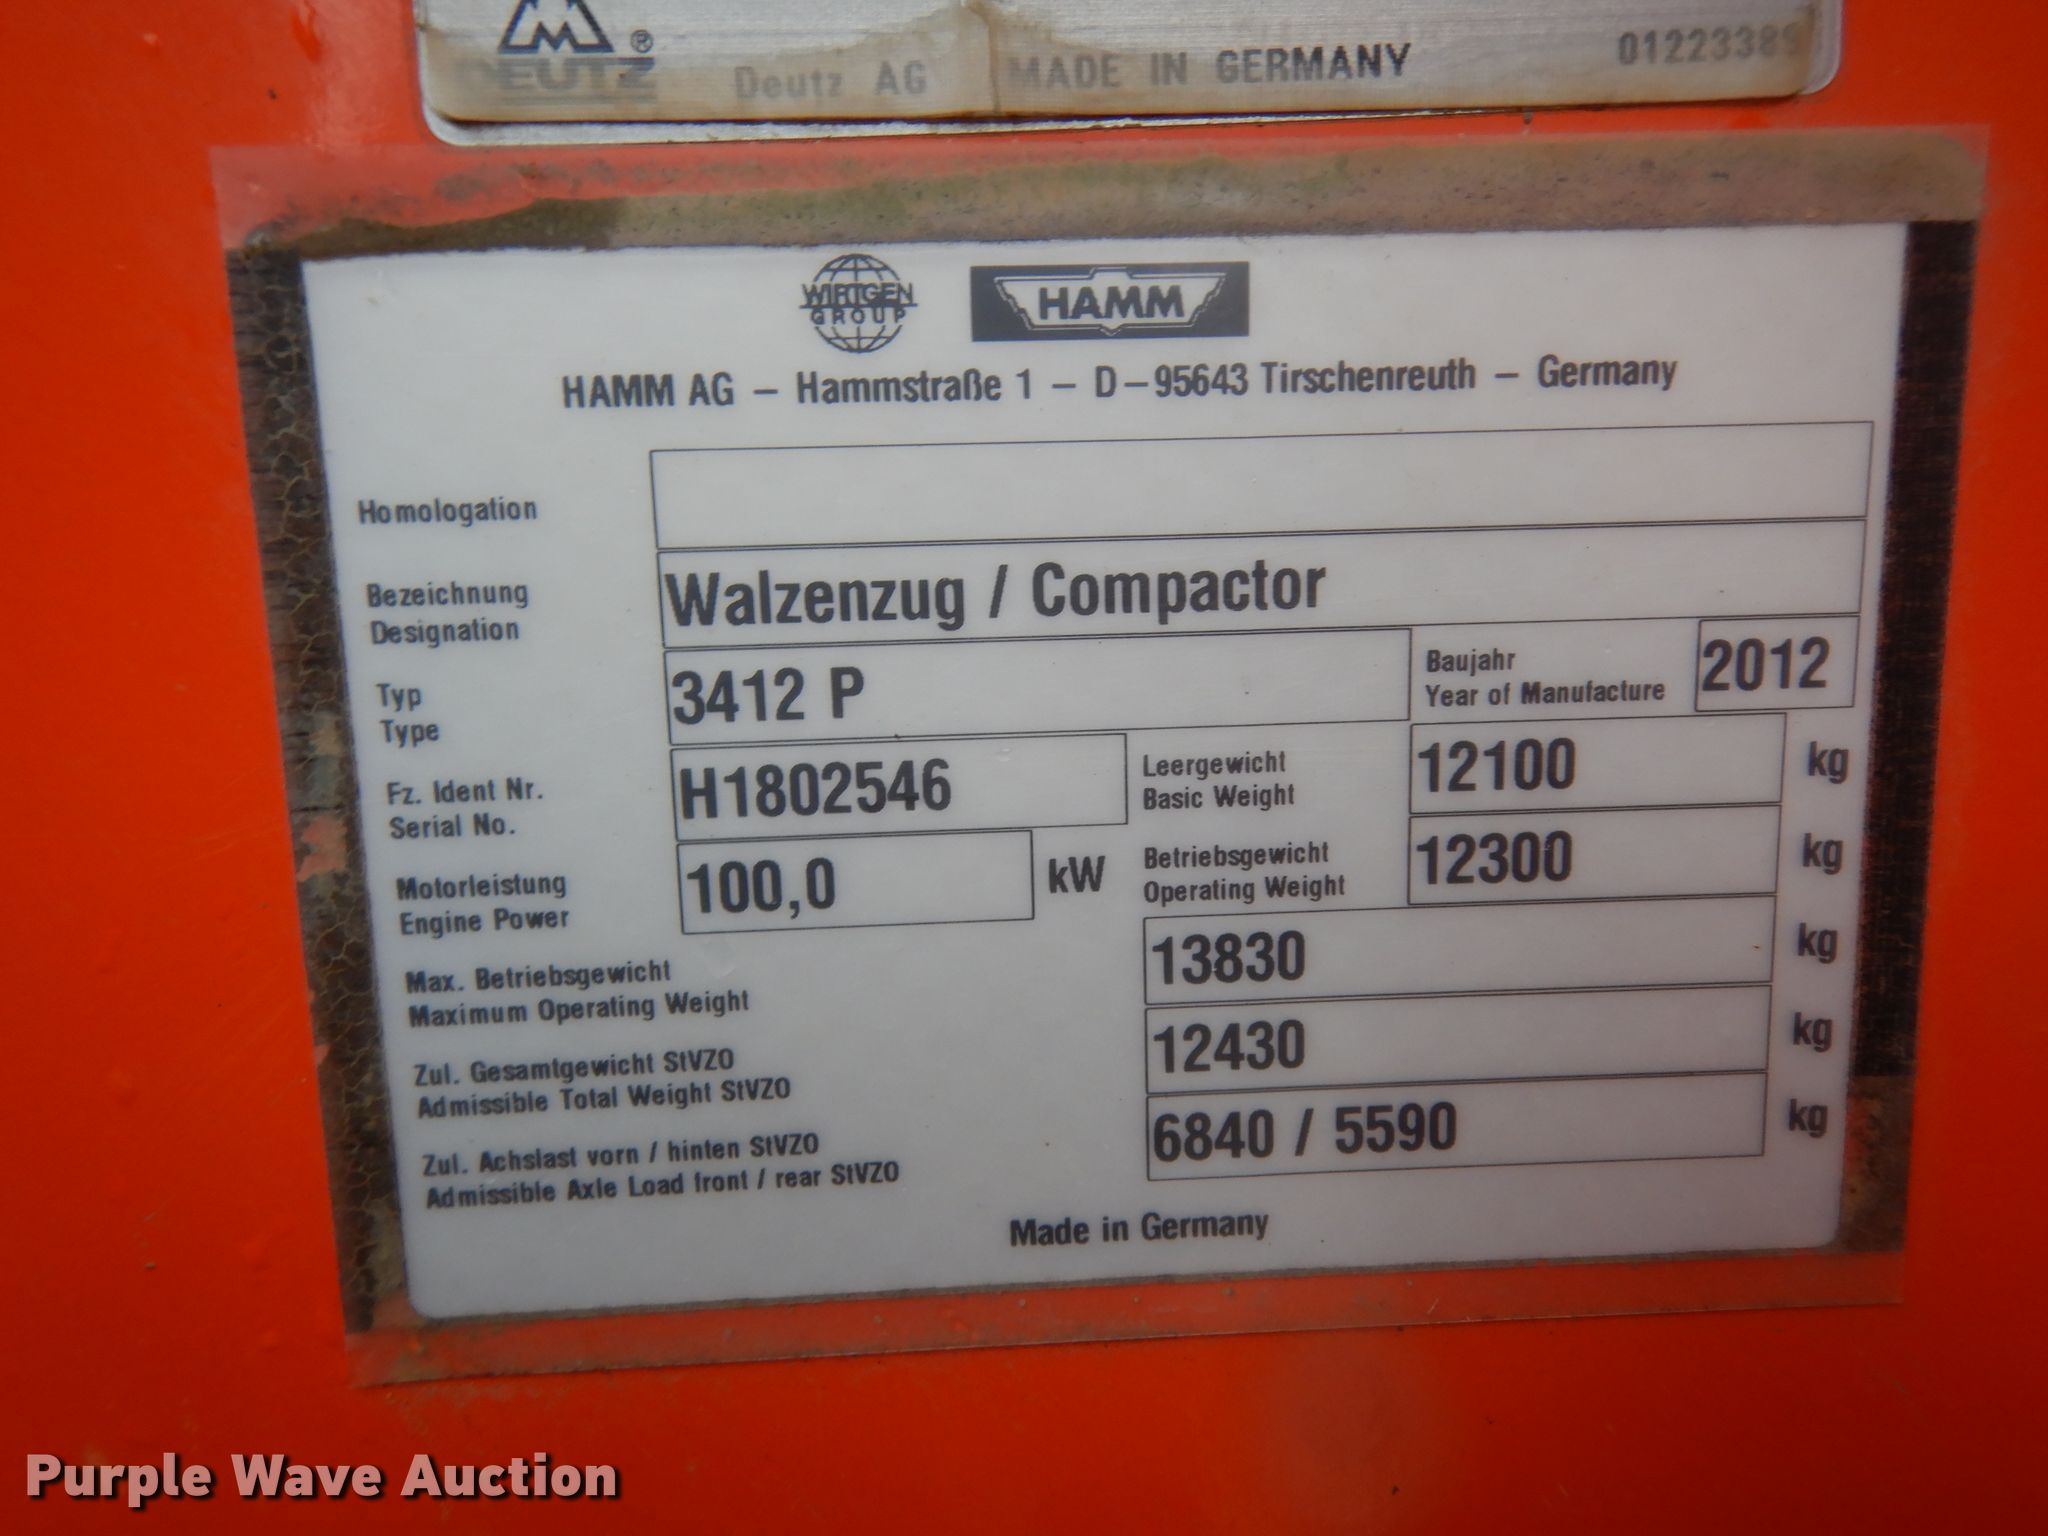 DEUTZ ® Deutz AG MADE IN GERMANY 01223389
WIRTGEN
GROUP
HAMM
HAMM AG – Hammstraße 1 – D–95643 Tirschenreuth – Germany
Homologation
Bezeichnung
Designation
Walzenzug / Compactor
Typ
Type
3412 P
Baujahr
Year of Manufacture
2012
Fz. Ident Nr.
Serial No.
H1802546
Leergewicht
Basic Weight
12100 kg
Motorleistung
Engine Power
100,0 kW
Betriebsgewicht
Operating Weight
12300 kg
Max. Betriebsgewicht
Maximum Operating Weight
13830 kg
Zul. Gesamtgewicht StVZO
Admissible Total Weight StVZO
12430 kg
Zul. Achslast vorn / hinten StVZO
Admissible Axle Load front / rear StVZO
6840 / 5590 kg
Made in Germany
Purple Wave Auction